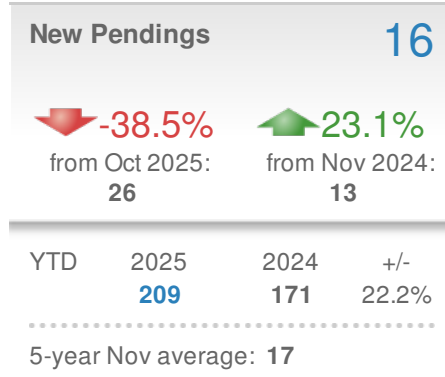 New Pendings 16
-38.5% 23.1%
from Oct 2025: from Nov 2024:
26 13
YTD 2025 2024 +/-
209 171 22.2%
5-year Nov average: 17